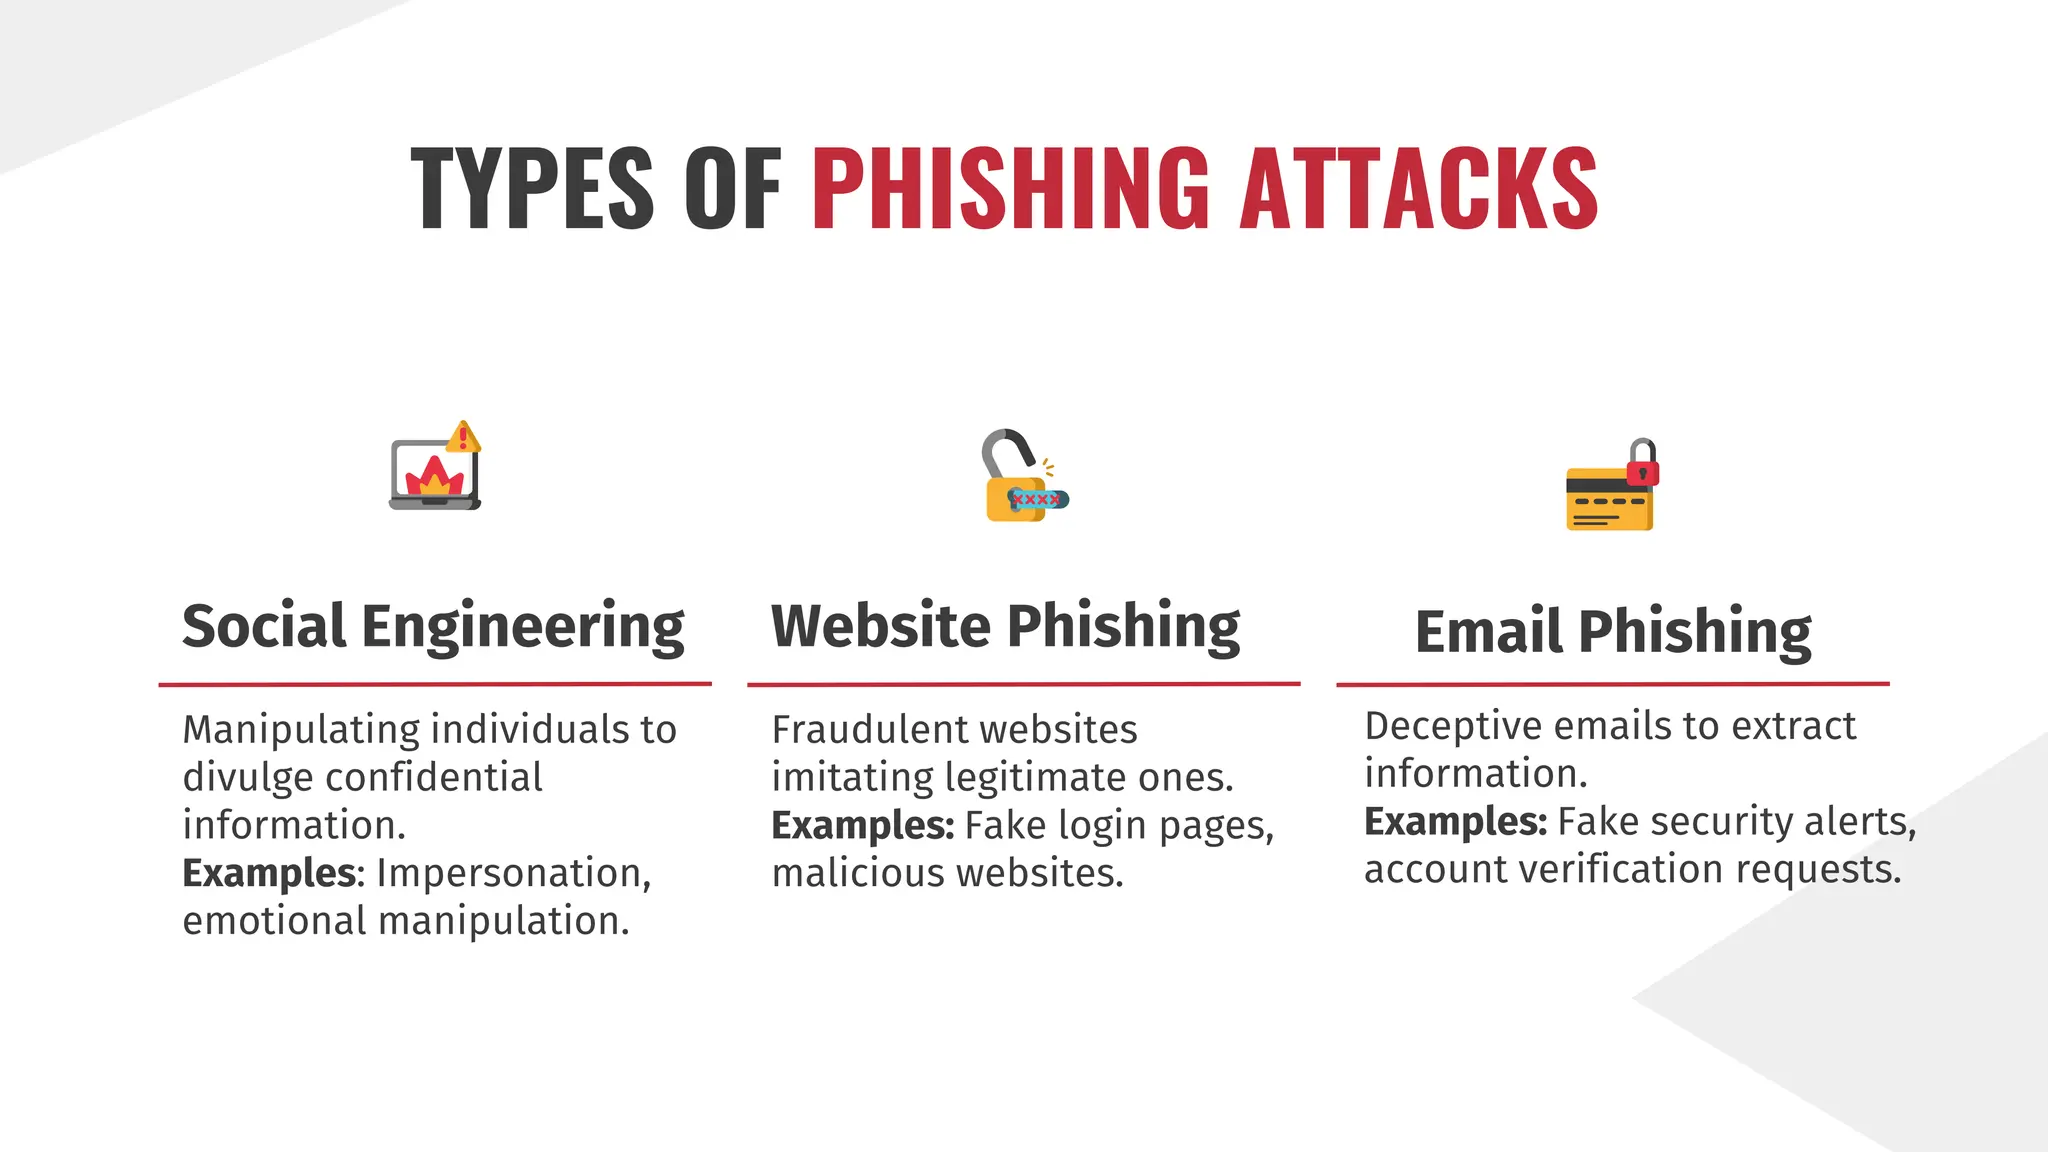 TYPES OF PHISHING ATTACKS
Social Engineering
Manipulating individuals to
divulge confidential
information.
Examples: Impersonation,
emotional manipulation.
Website Phishing
Fraudulent websites
imitating legitimate ones.
Examples: Fake login pages,
malicious websites.
Email Phishing
Deceptive emails to extract
information.
Examples: Fake security alerts,
account verification requests.